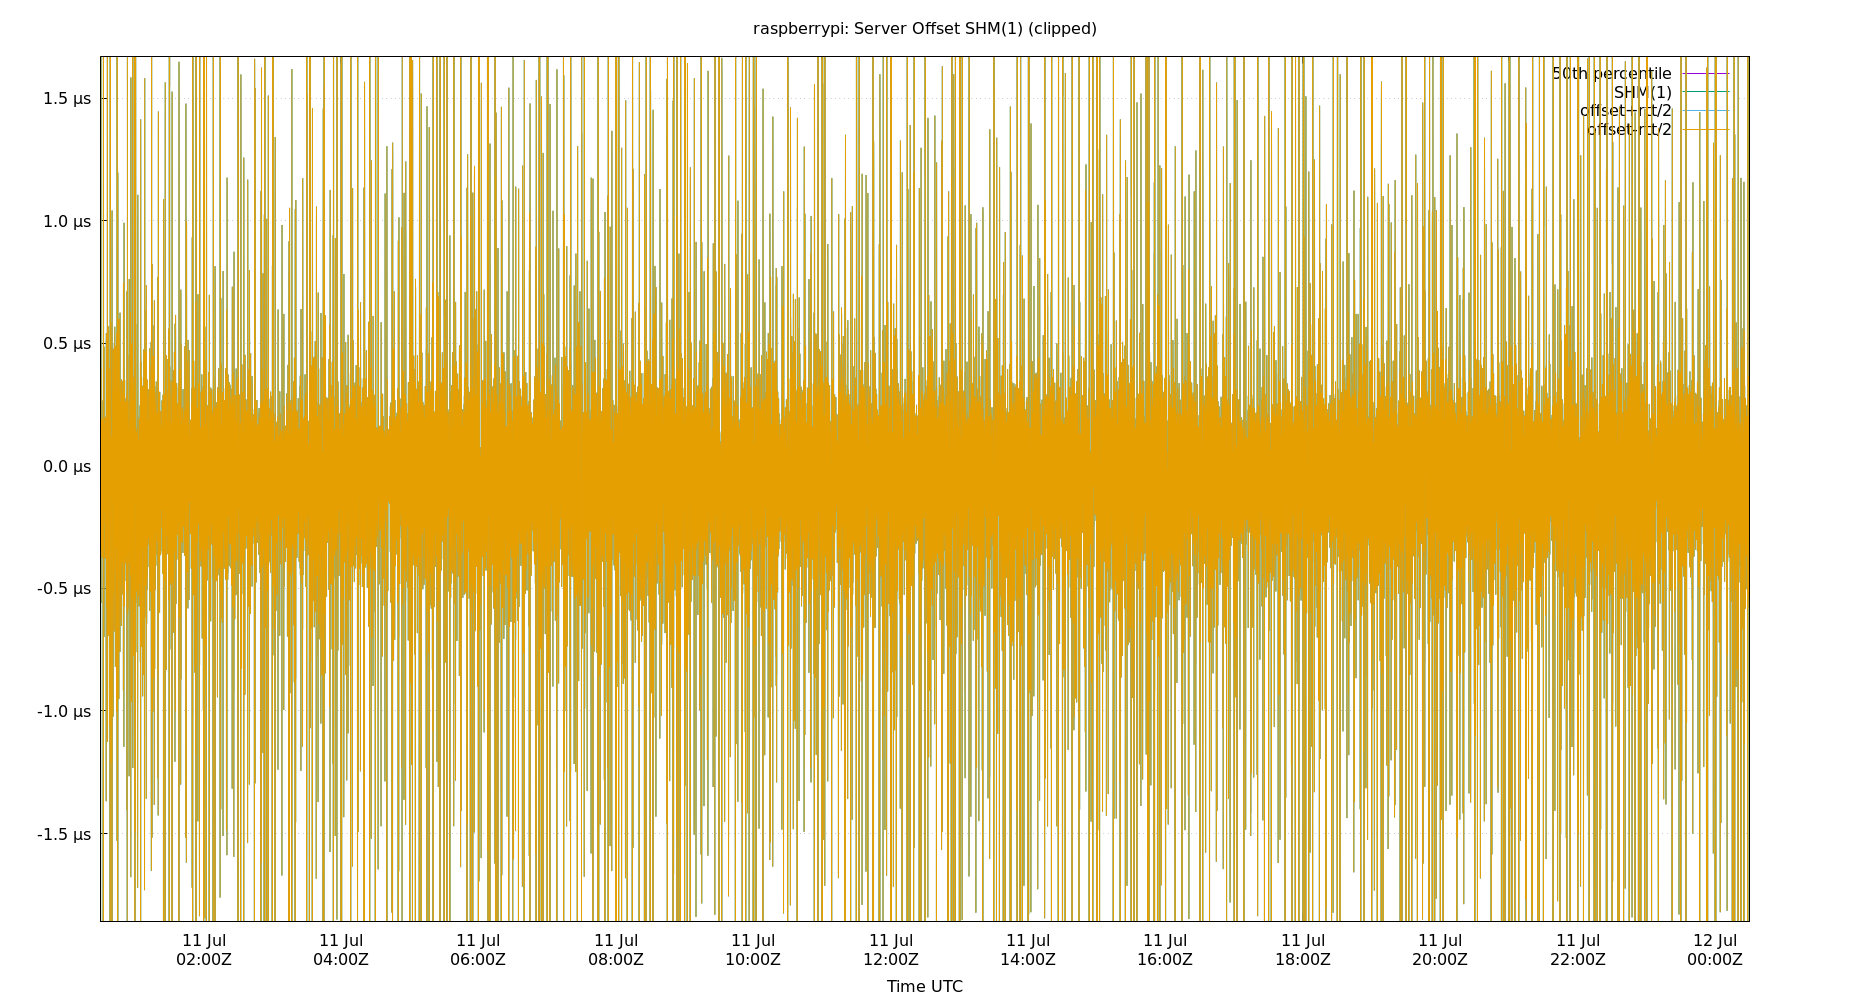 raspberrypi: Server Offset SHM(1) (clipped)
50th percentile
SHM(1)
offset+rtt/2
offset-rtt/2
1.5 µs
1.0 µs
0.5 µs
0.0 µs
-0.5 µs
-1.0 µs
-1.5 µs
11 Jul 11 Jul 11 Jul 11 Jul 11 Jul 11 Jul 11 Jul 11 Jul 11 Jul 11 Jul 11 Jul 12 Jul
02:00Z 04:00Z 06:00Z 08:00Z 10:00Z 12:00Z 14:00Z 16:00Z 18:00Z 20:00Z 22:00Z 00:00Z
Time UTC